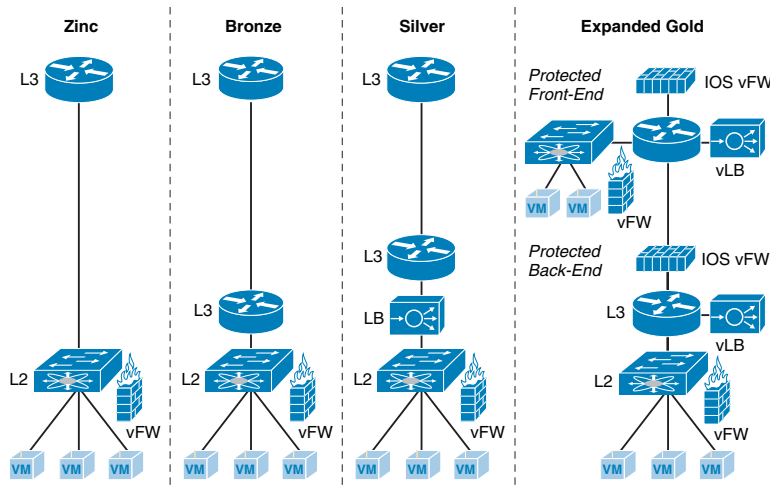 Zinc
L3
L2
vFW
VM
VM
VM
Bronze
L3
L3
L2
vFW
VM
VM
VM
Silver
L3
L3
LB
L2
vFW
VM
VM
VM
Expanded Gold
Protected
Front-End
IOS vFW
vLB
VM
VM
vFW
Protected
Back-End
IOS vFW
L3
vLB
L2
vFW
VM
VM
VM